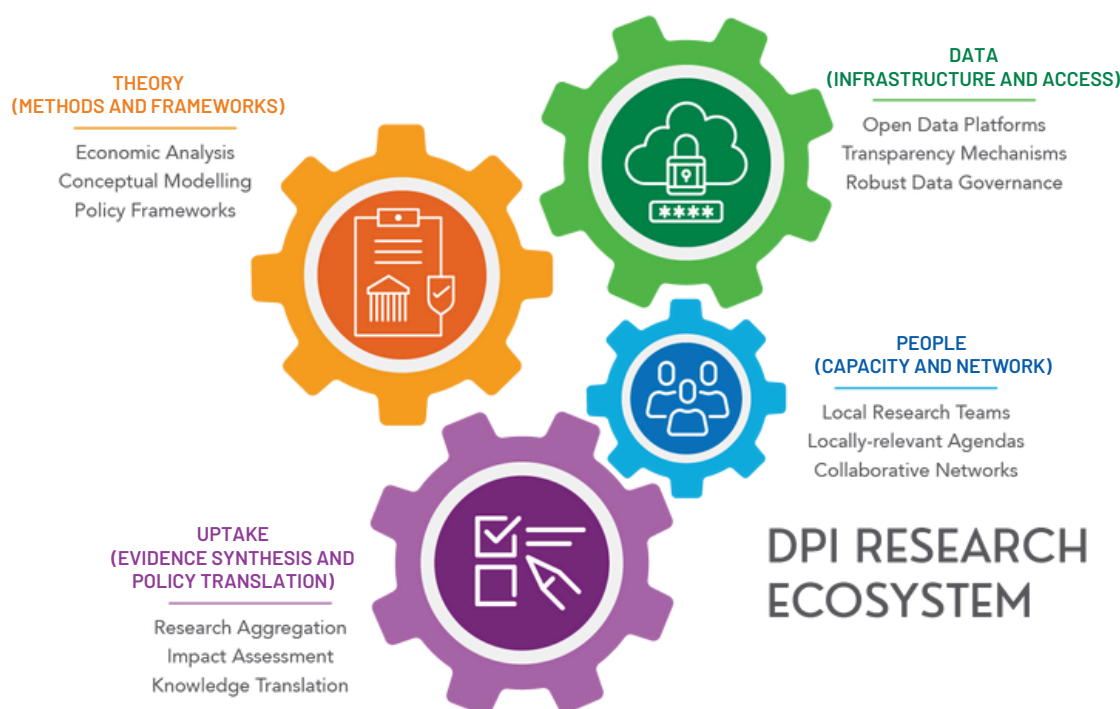 THEORY
(METHODS AND FRAMEWORKS)
Economic Analysis
Conceptual Modelling
Policy Frameworks
DATA
(INFRASTRUCTURE AND ACCESS)
Open Data Platforms
Transparency Mechanisms
Robust Data Governance
****
PEOPLE
(CAPACITY AND NETWORK)
Local Research Teams
Locally-relevant Agendas
Collaborative Networks
UPTAKE
(EVIDENCE SYNTHESIS AND
POLICY TRANSLATION)
Research Aggregation
Impact Assessment
Knowledge Translation
DPI RESEARCH
ECOSYSTEM